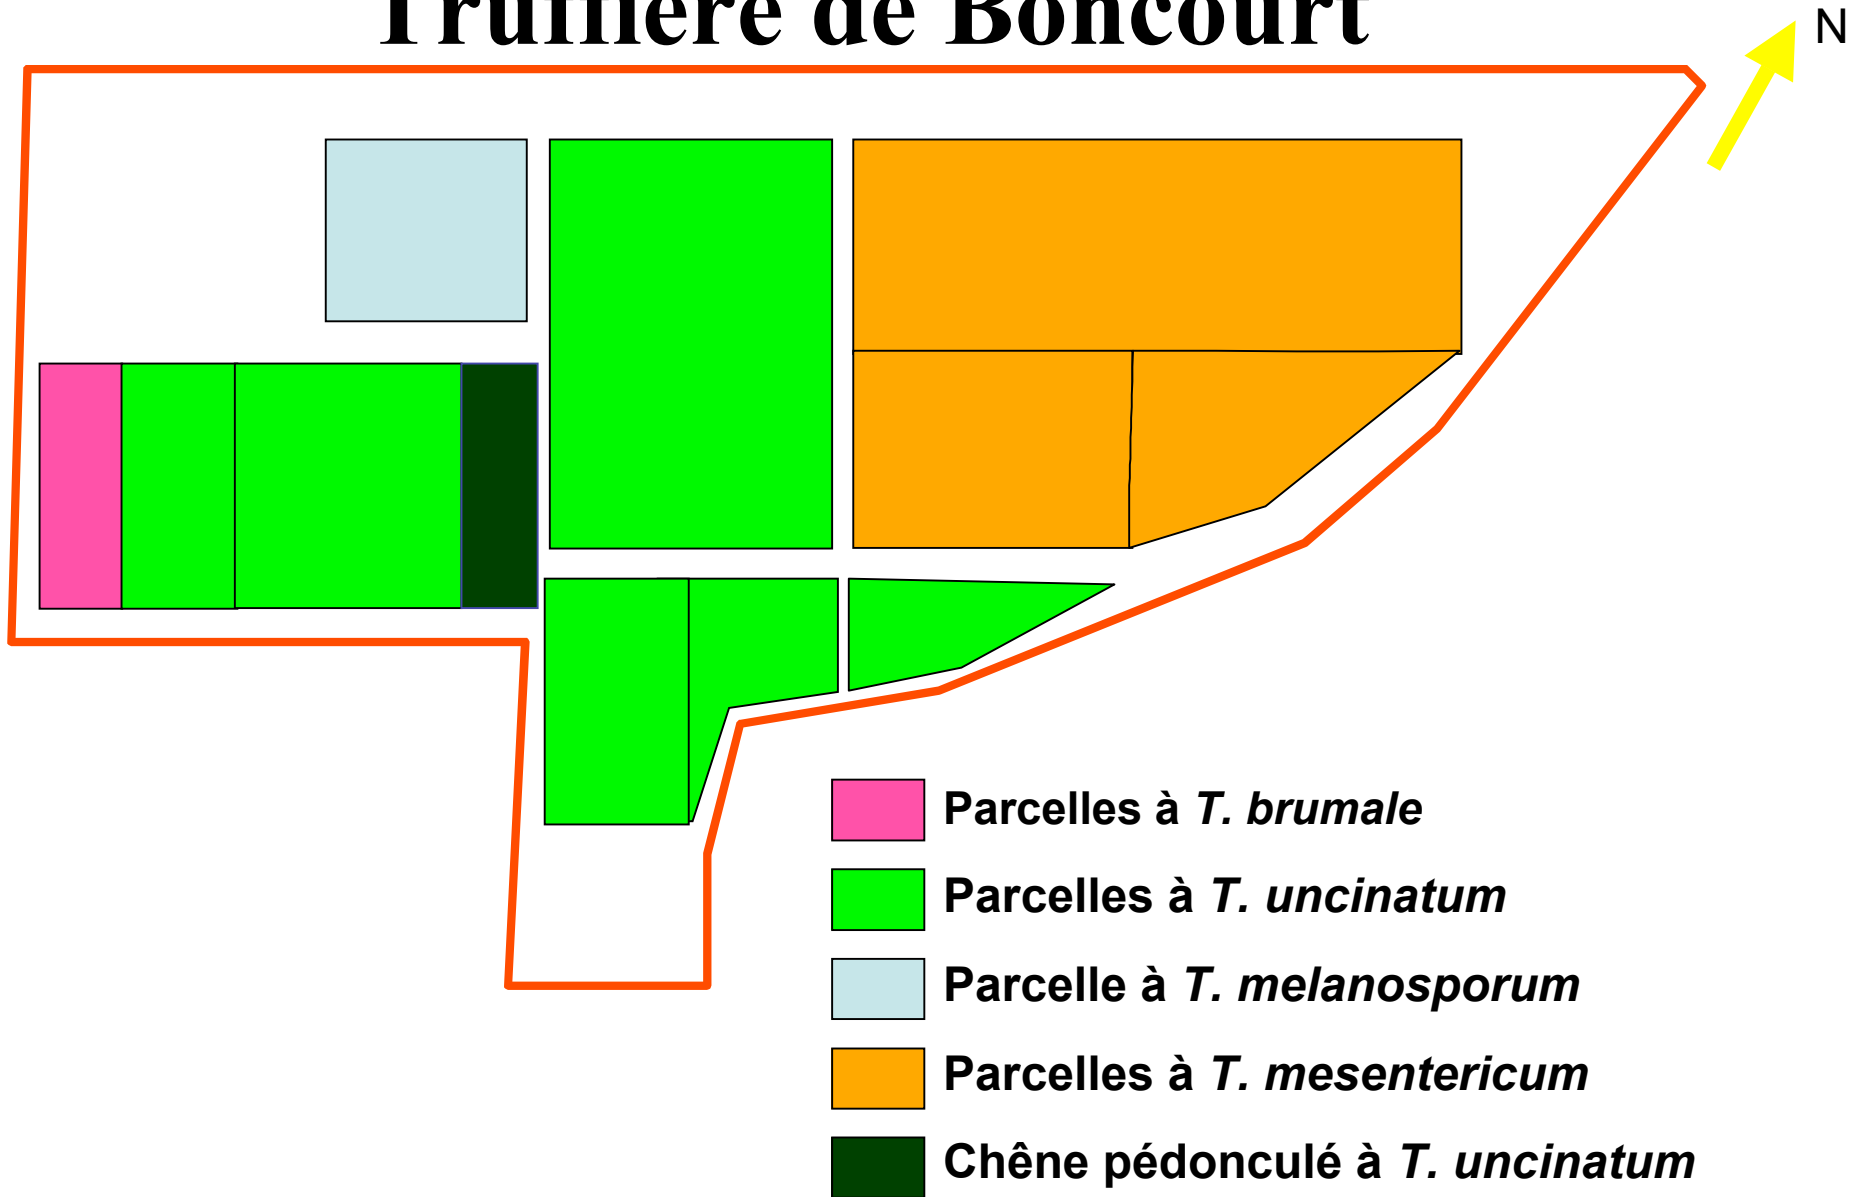 Truffière de Boncourt
N
Parcelles à T. brumale
Parcelles à T. uncinatum
Parcelle à T. melanosporum
Parcelles à T. mesentericum
Chêne pédonculé à T. uncinatum